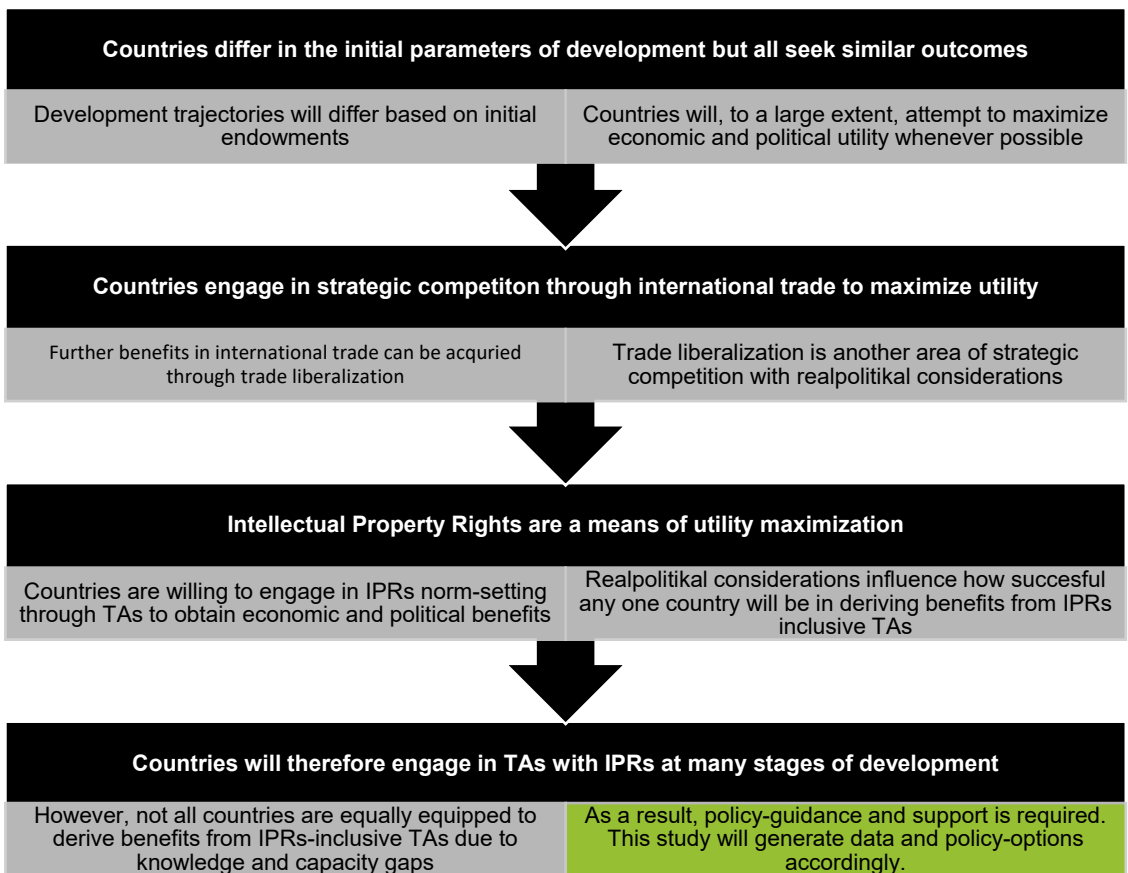 Countries differ in the initial parameters of development but all seek similar outcomes
Development trajectories will differ based on initial
endowments
Countries will, to a large extent, attempt to maximize
economic and political utility whenever possible
Countries engage in strategic competiton through international trade to maximize utility
Further benefits in international trade can be acquried
through trade liberalization
Trade liberalization is another area of strategic
competition with realpolitikal considerations
Intellectual Property Rights are a means of utility maximization
Countries are willing to engage in IPRs norm-setting
through TAs to obtain economic and political benefits
Realpolitikal considerations influence how succesful
any one country will be in deriving benefits from IPRs
inclusive TAs
Countries will therefore engage in TAs with IPRs at many stages of development
However, not all countries are equally equipped to
derive benefits from IPRs-inclusive TAs due to
knowledge and capacity gaps
As a result, policy-guidance and support is required.
This study will generate data and policy-options
accordingly.